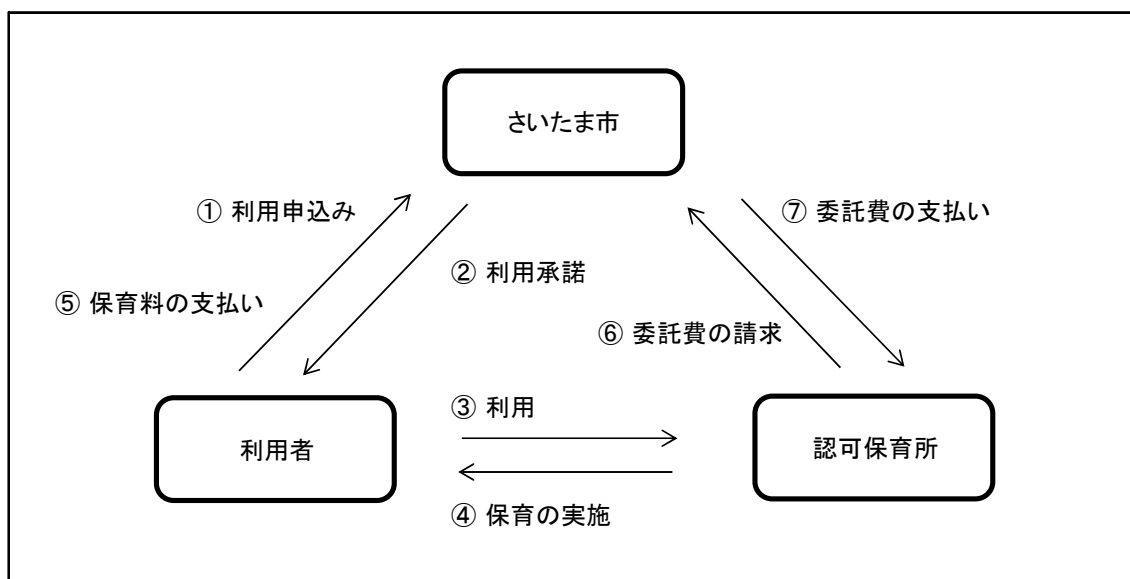 さいたま市
① 利用申込み
⑦ 委託費の支払い
② 利用承諾
⑤ 保育料の支払い
⑥ 委託費の請求
③ 利用
利用者
認可保育所
④ 保育の実施